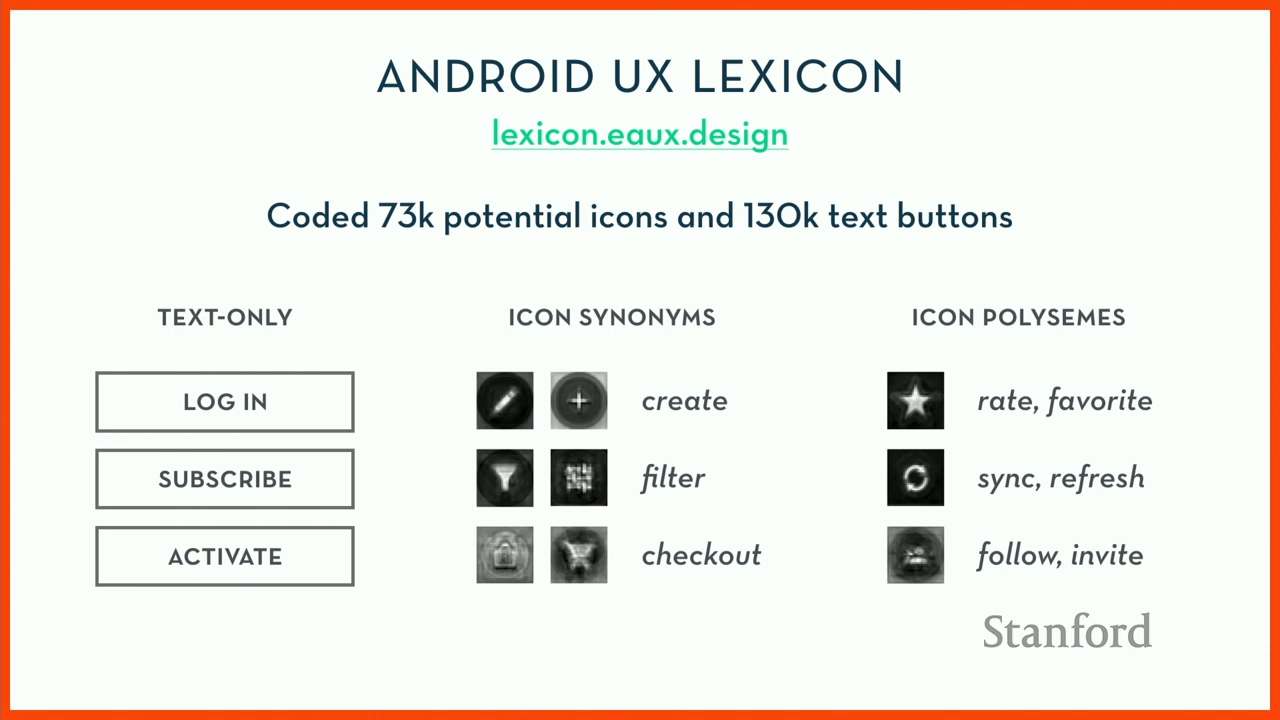 ANDROID UX LEXICON
lexicon.eaux.design
Coded 73k potential icons and 130k text buttons
TEXT-ONLY
LOG IN
SUBSCRIBE
ACTIVATE
ICON SYNONYMS
create
filter
checkout
ICON POLYSEMES
rate, favorite
sync, refresh
follow, invite
Stanford